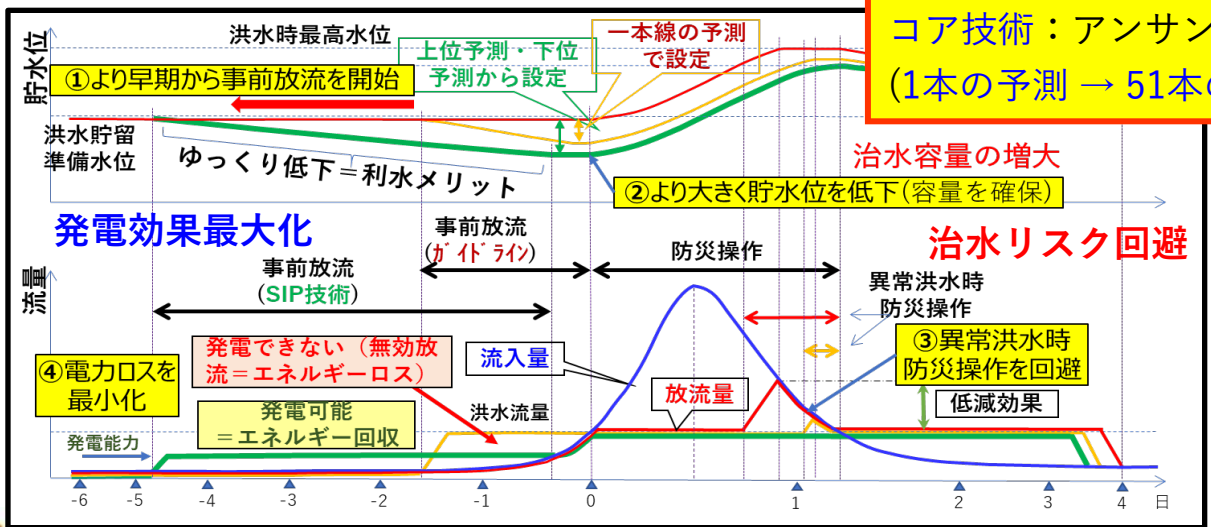 コア技術：アンサン
(1本の予測 → 51本の
貯水位
洪水時最高水位
上位予測・下位
予測から設定
一本線の予測
で設定
①より早期から事前放流を開始
洪水貯留
準備水位
ゆっくり低下＝利水メリット
治水容量の増大
②より大きく貯水位を低下(容量を確保)
発電効果最大化
治水リスク回避
事前放流
(ガイドライン)
防災操作
事前放流
(SIP技術)
異常洪水時
防災操作
流量
④電力ロスを
最小化
発電できない（無効放
流＝エネルギーロス）
流入量
③異常洪水時
防災操作を回避
放流量
低減効果
発電可能
＝エネルギー回収
洪水流量
発電能力
-6 -5 -4 -3 -2 -1 0 1 2 3 4 日